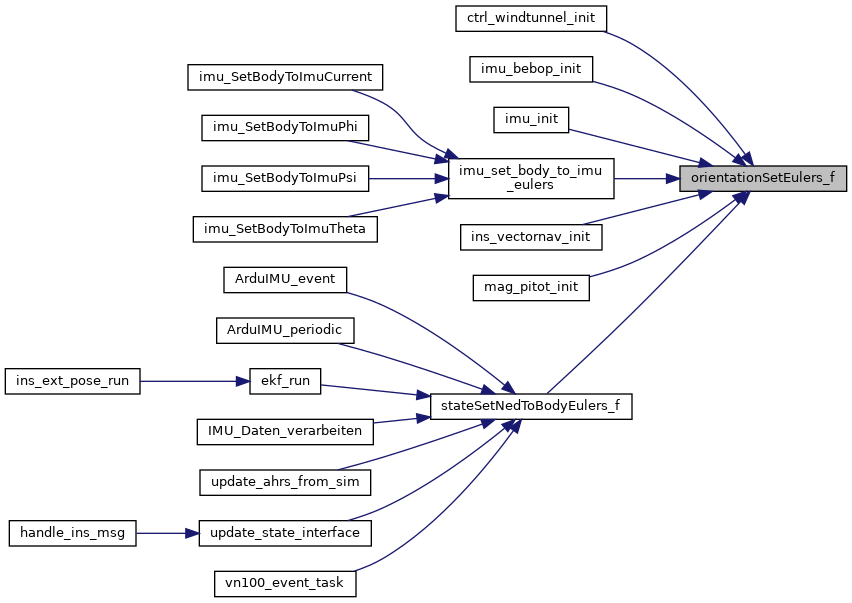 ctrl_windtunnel_init
imu_bebop_init
imu_SetBodyToImuCurrent
imu_init
imu_SetBodyToImuPhi
imu_set_body_to_imu
_eulers
orientationSetEulers_f
imu_SetBodyToImuPsi
imu_SetBodyToImuTheta
ins_vectornav_init
ArduIMU_event
mag_pitot_init
ArduIMU_periodic
ins_ext_pose_run
ekf_run
stateSetNedToBodyEulers_f
IMU_Daten_verarbeiten
update_ahrs_from_sim
handle_ins_msg
update_state_interface
vn100_event_task